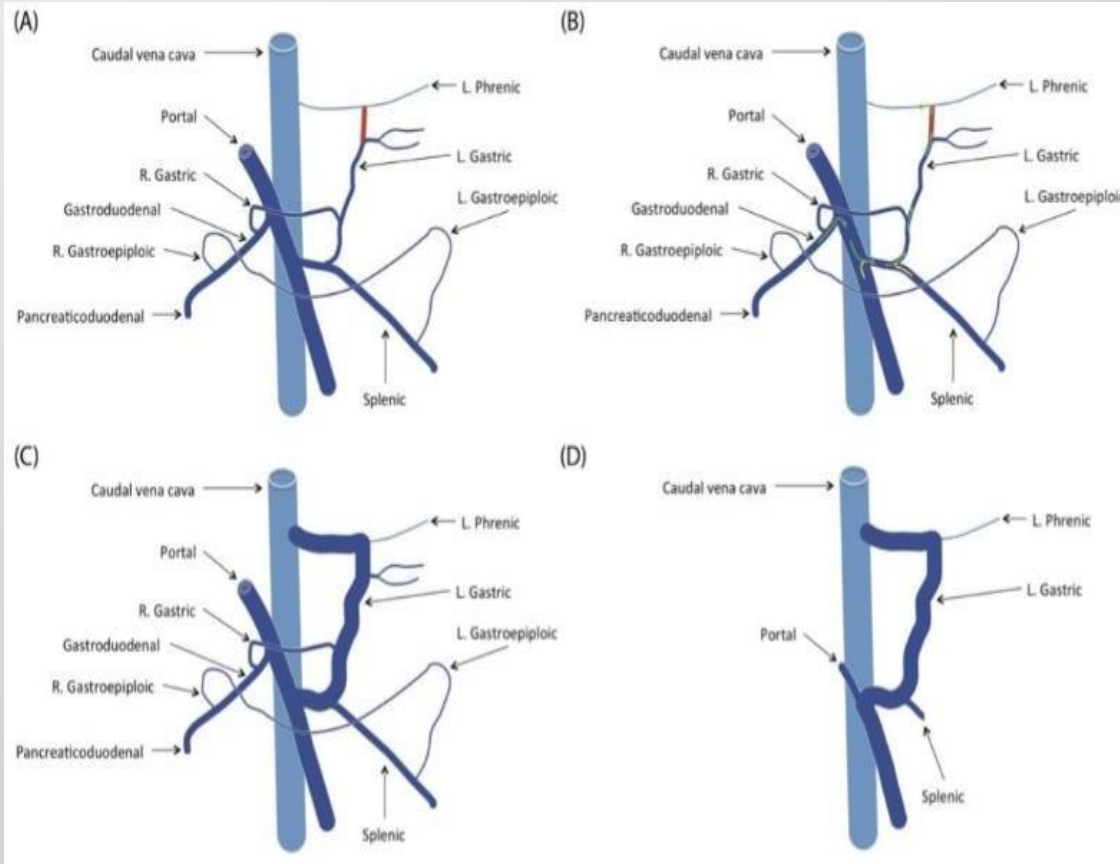 (A)
Caudal vena cava
L. Phrenic
Portal
R. Gastric
L. Gastric
Gastroduodenal
L. Gastroepiploic
R. Gastroepiploic
Pancreaticoduodenal
Splenic
(B)
Caudal vena cava
L. Phrenic
Portal
R. Gastric
L. Gastric
Gastroduodenal
L. Gastroepiploic
R. Gastroepiploic
Pancreaticoduodenal
Splenic
(C)
Caudal vena cava
L. Phrenic
Portal
R. Gastric
L. Gastric
Gastroduodenal
L. Gastroepiploic
R. Gastroepiploic
Pancreaticoduodenal
Splenic
(D)
Caudal vena cava
L. Phrenic
L. Gastric
Portal
Splenic